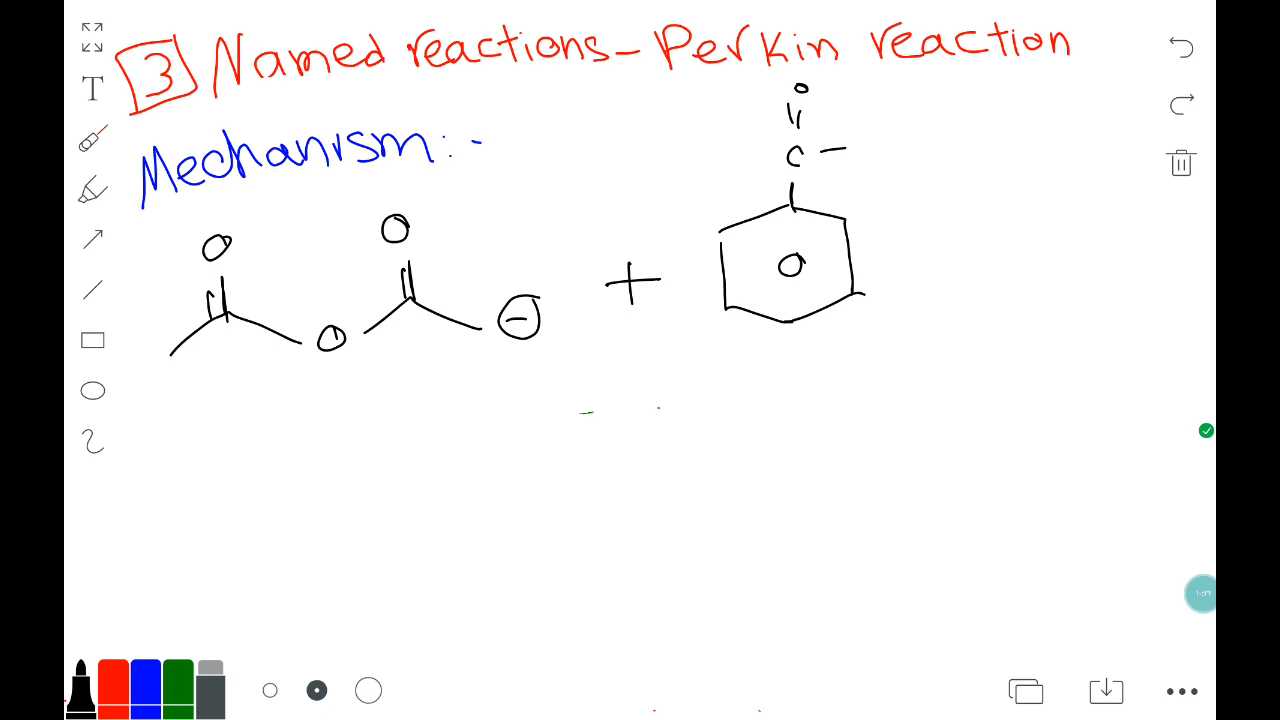 3 Named reactions - Perkin reaction
Mechanism:-
O
C -
O O
O
+
O ⊖
T